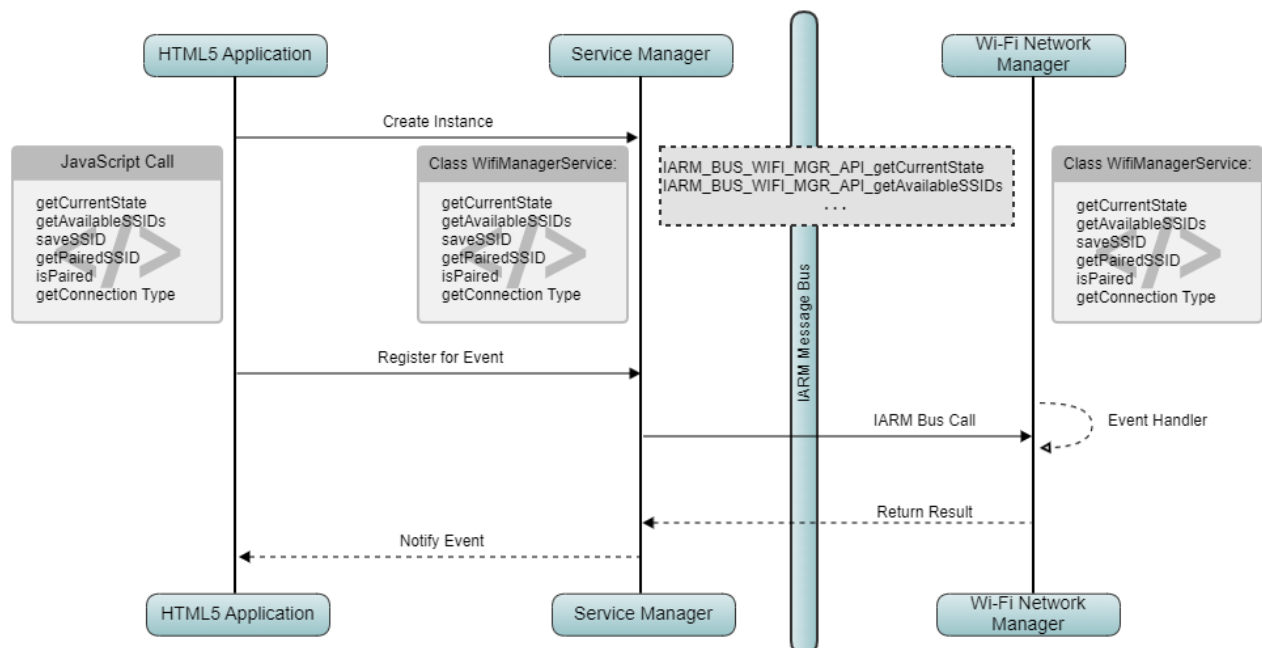 HTML5 Application
Service Manager
Wi-Fi Network
Manager
Create Instance
JavaScript Call
getCurrentState
getAvailableSSIDs
saveSSID
getPairedSSID
isPaired
getConnection Type
Class WifiManagerService:
getCurrentState
getAvailableSSIDs
saveSSID
getPairedSSID
isPaired
getConnection Type
IARM_BUS_WIFI_MGR_API_getCurrentState
IARM_BUS_WIFI_MGR_API_getAvailableSSIDs
...
Class WifiManagerService:
getCurrentState
getAvailableSSIDs
saveSSID
getPairedSSID
isPaired
getConnection Type
</>
</>
</>
IARM Message Bus
Register for Event
IARM Bus Call
Event Handler
Return Result
Notify Event
HTML5 Application
Service Manager
Wi-Fi Network
Manager